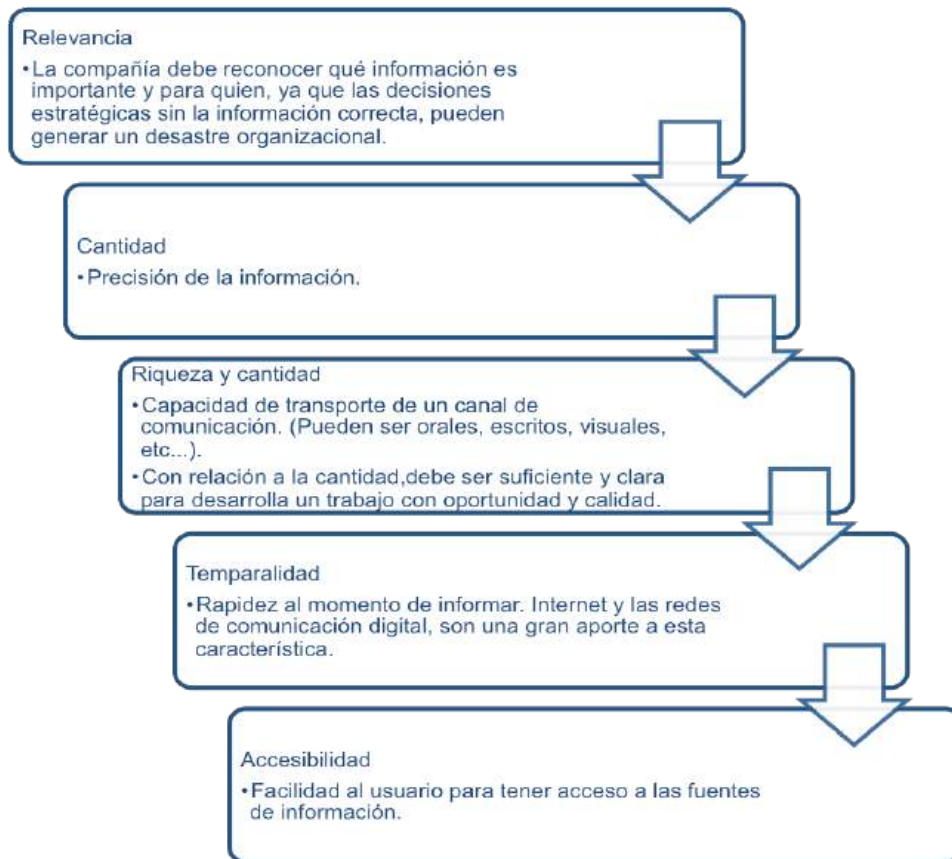 Relevancia
•La compañía debe reconocer qué información es
importante y para quien, ya que las decisiones
estratégicas sin la información correcta, pueden
generar un desastre organizacional.
Cantidad
•Precisión de la información.
Riqueza y cantidad
•Capacidad de transporte de un canal de
comunicación. (Pueden ser orales, escritos, visuales,
etc...).
•Con relación a la cantidad,debe ser suficiente y clara
para desarrolla un trabajo con oportunidad y calidad.
Temparalidad
•Rapidez al momento de informar. Internet y las redes
de comunicación digital, son una gran aporte a esta
característica.
Accesibilidad
•Facilidad al usuario para tener acceso a las fuentes
de información.